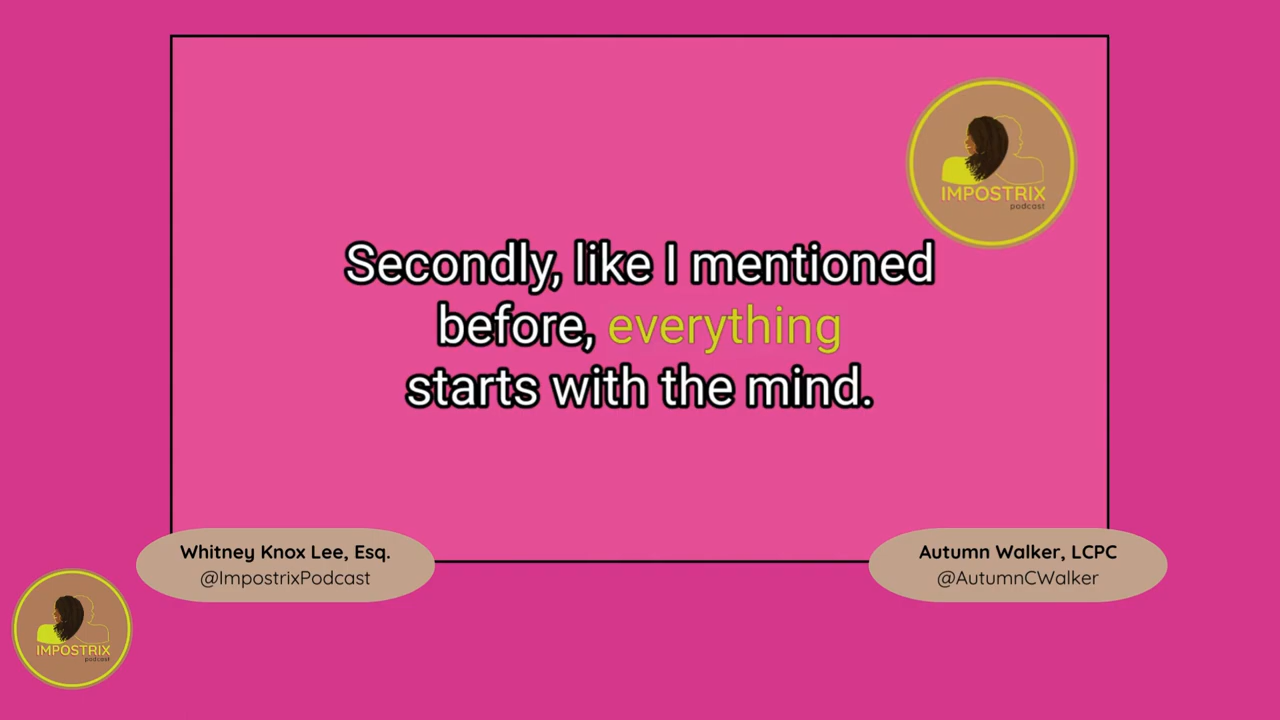 IMPOSTRIX
podcast
Secondly, like I mentioned
before, everything
starts with the mind.
Whitney Knox Lee, Esq.
@ImpostrixPodcast
Autumn Walker, LCPC
@AutumnCWalker
IMPOSTRIX
podcast